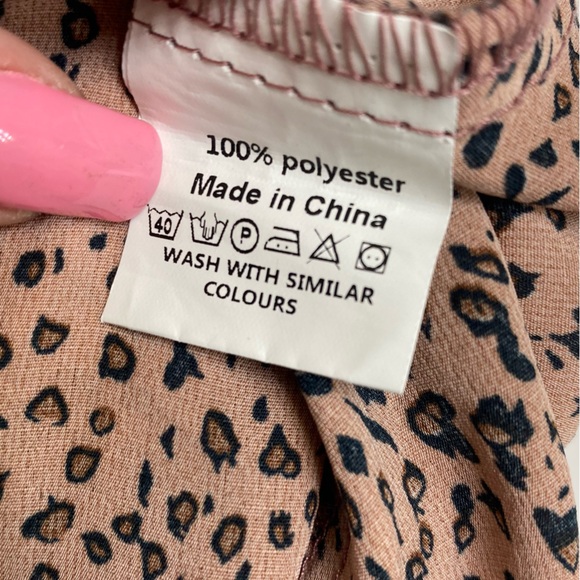 100% polyester
Made in China
40 P
WASH WITH SIMILAR
COLOURS